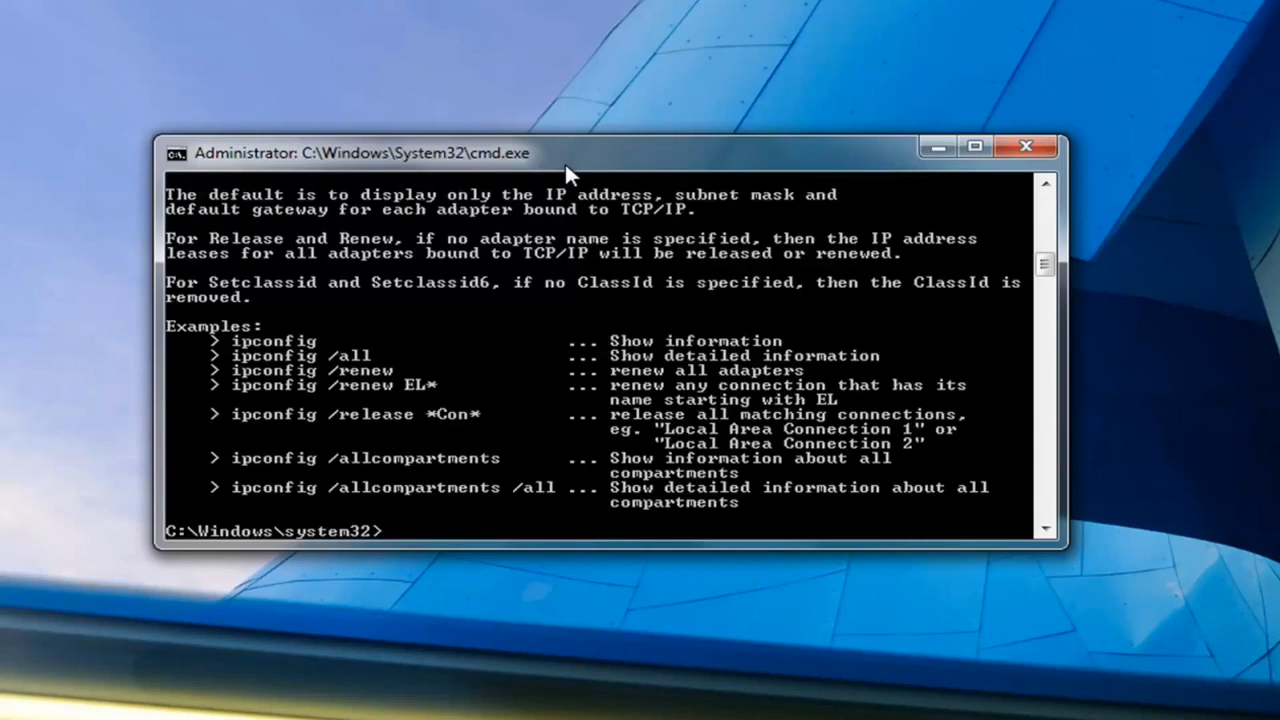 Administrator: C:\Windows\System32\cmd.exe
The default is to display only the IP address, subnet mask and
default gateway for each adapter bound to TCP/IP.
For Release and Renew, if no adapter name is specified, then the IP address
leases for all adapters bound to TCP/IP will be released or renewed.
For Setclassid and Setclassid6, if no ClassId is specified, then the ClassId is
removed.
Examples:
> ipconfig ... Show information
> ipconfig /all ... Show detailed information
> ipconfig /renew ... renew all adapters
> ipconfig /renew EL* ... renew any connection that has its
name starting with EL
> ipconfig /release *Con* ... release all matching connections,
eg. "Local Area Connection 1" or
"Local Area Connection 2"
> ipconfig /allcompartments ... Show information about all
compartments
> ipconfig /allcompartments /all ... Show detailed information about all
compartments
C:\Windows\system32>